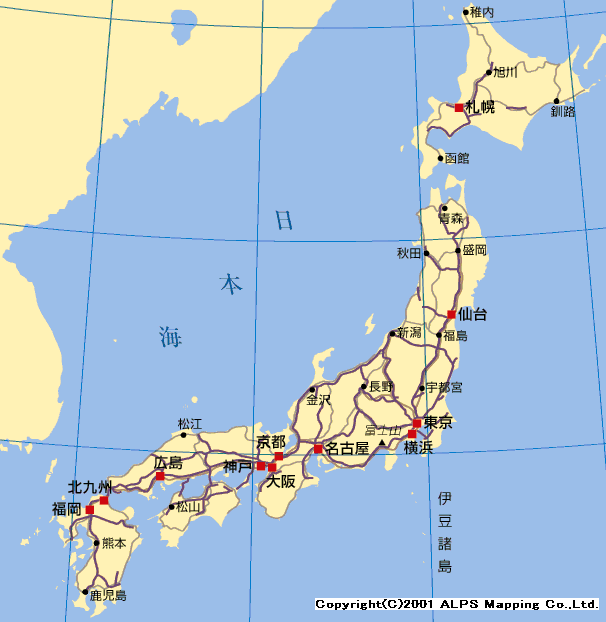 稚内
旭川
札幌
釧路
函館
青森
秋田
盛岡
日本海
仙台
新潟
福島
長野
宇都宮
金沢
東京
富士山
横浜
松江
京都
名古屋
広島
神戸
大阪
北九州
福岡
松山
伊豆諸島
熊本
鹿児島
Copyright(C)2001 ALPS Mapping Co.,Ltd.